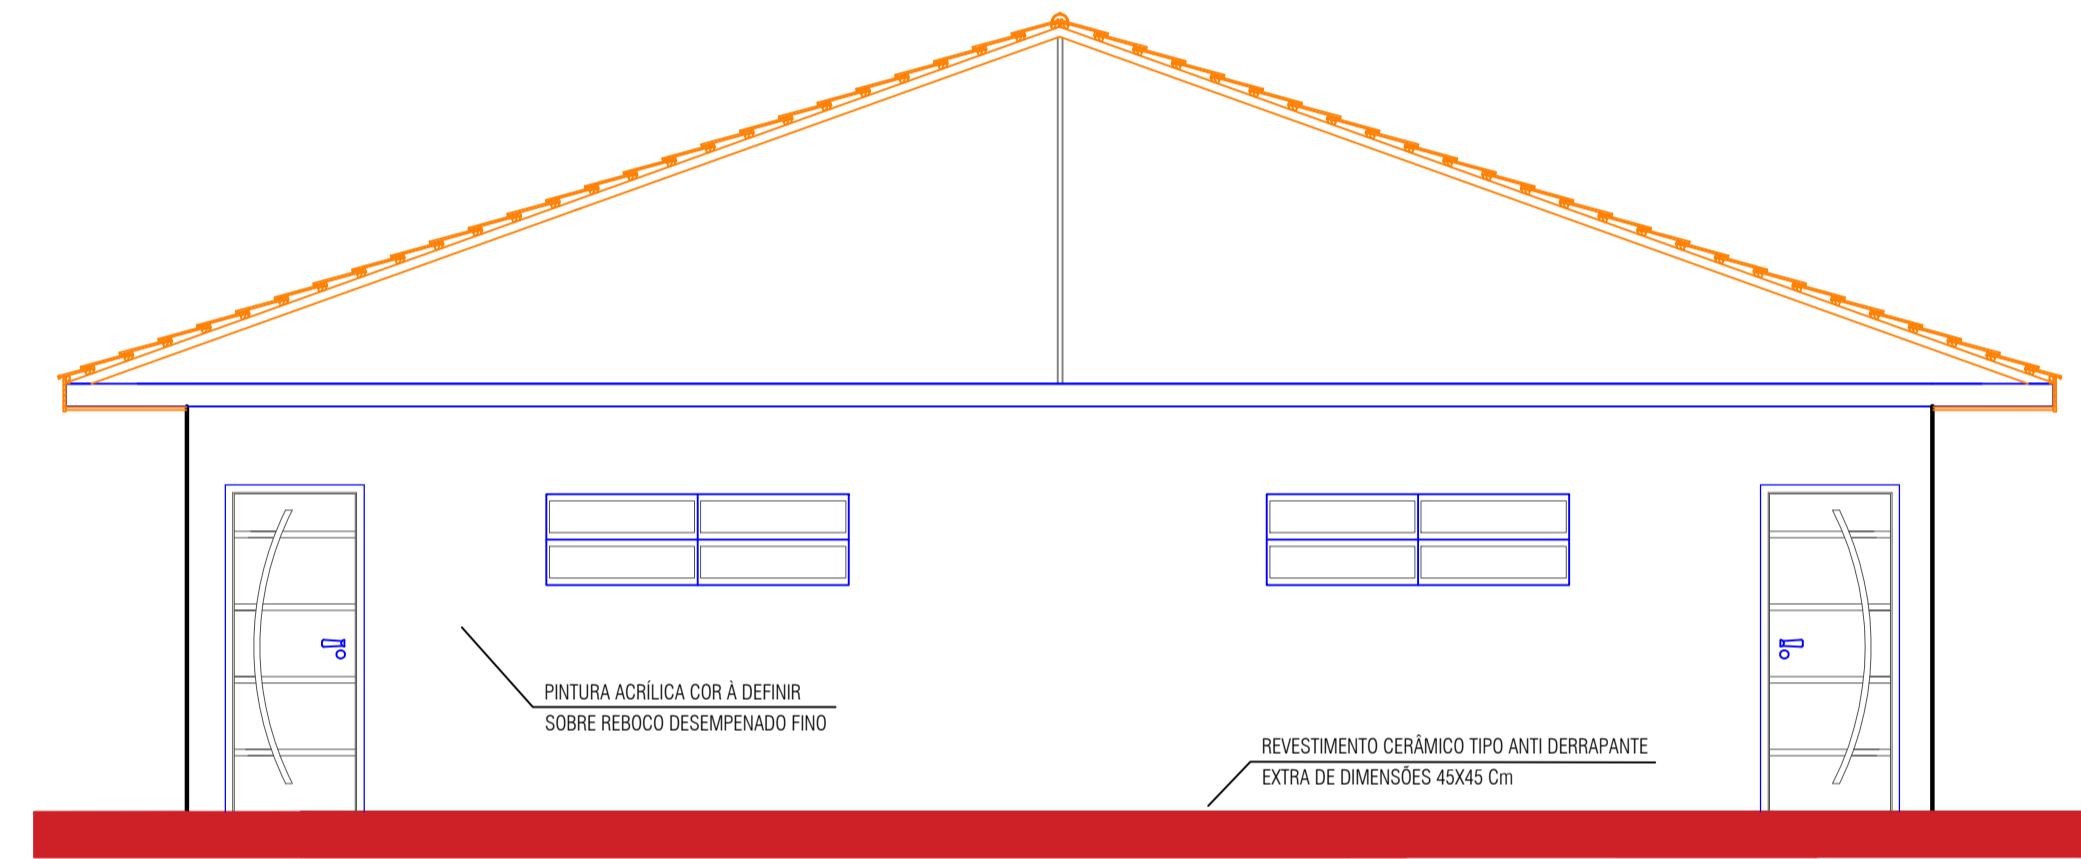 PINTURA ACRÍLICA COR À DEFINIR
SOBRE REBOCO DESEMPENADO FINO
REVESTIMENTO CERÂMICO TIPO ANTI DERRAPANTE
EXTRA DE DIMENSÕES 45X45 Cm